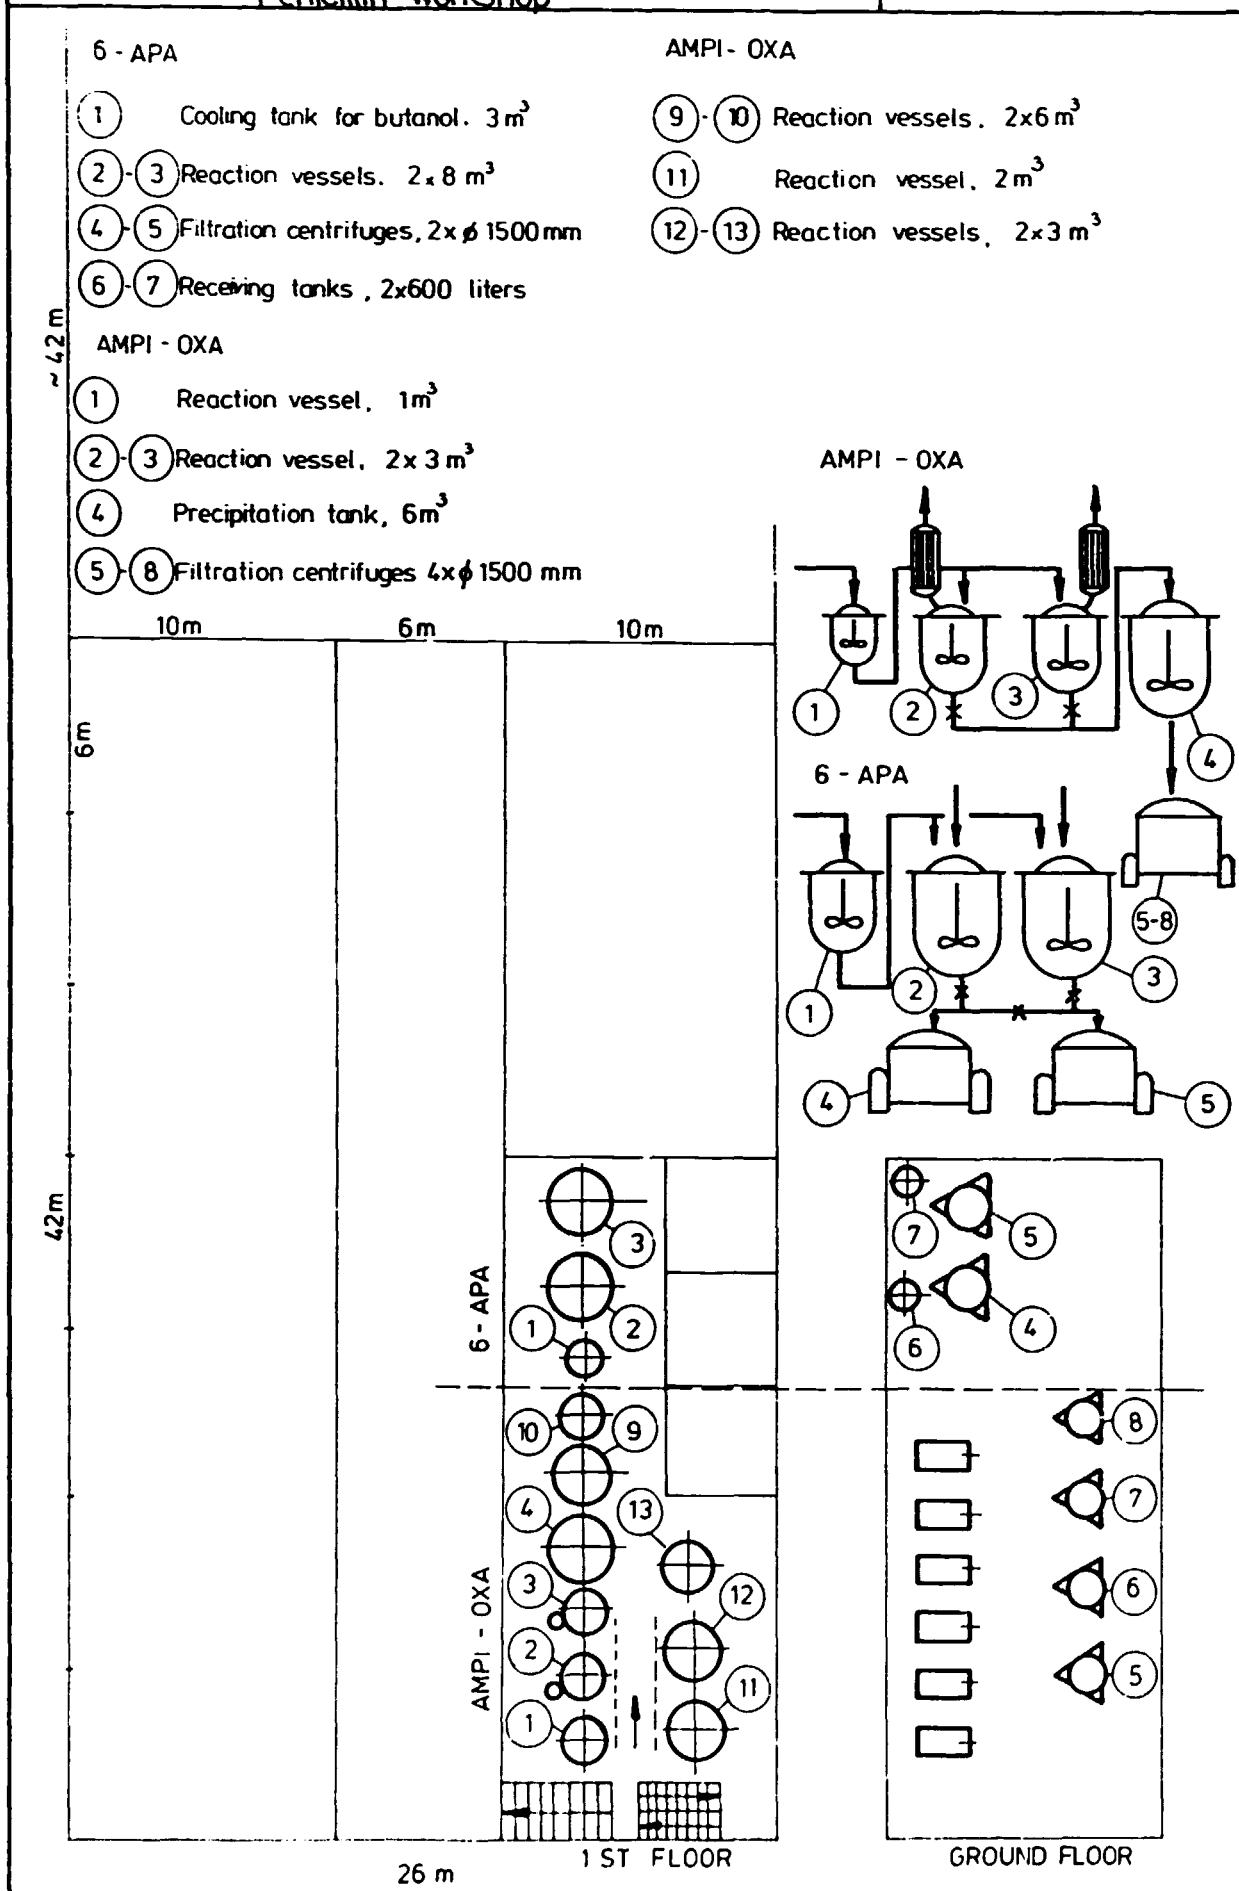 Penicillin workshop
6 - APA
1 Cooling tank for butanol. 3 m³
2 - 3 Reaction vessels. 2x8 m³
4 - 5 Filtration centrifuges, 2x ϕ 1500 mm
6 - 7 Receiving tanks , 2x600 liters
AMPI - OXA
1 Reaction vessel, 1 m³
2 - 3 Reaction vessel, 2x 3 m³
4 Precipitation tank, 6m³
5 - 8 Filtration centrifuges 4x ϕ 1500 mm
AMPI - OXA
9 - 10 Reaction vessels. 2x6 m³
11 Reaction vessel, 2 m³
12 - 13 Reaction vessels, 2x3 m³
~ 42 m
10m 6m 10m
6m
42m
26 m
AMPI - OXA
1
2
3
4
5-8
6 - APA
1
2
3
4
5
6 - APA
3
2
1
AMPI - OXA
10
9
4
13
3
12
2
11
1
1 ST FLOOR
7
5
4
6
8
7
6
5
GROUND FLOOR